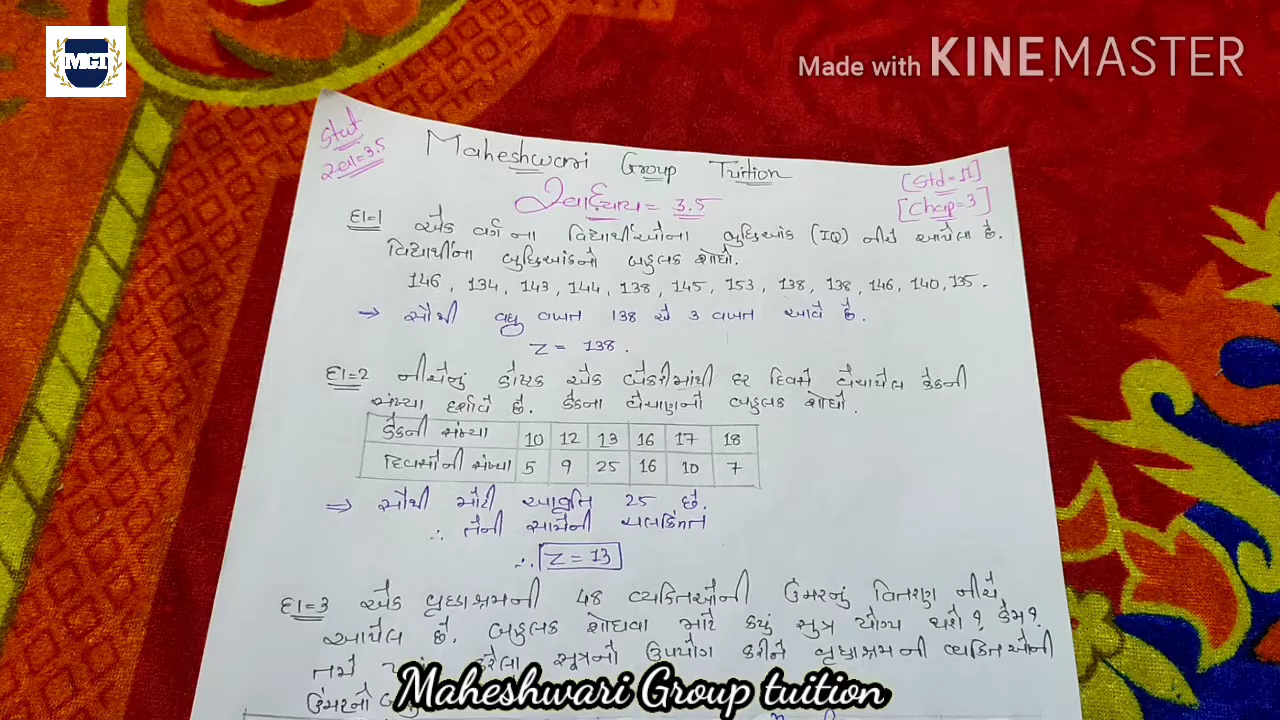 MGI
Made with KINEMASTER
Stat
સ્વા=3.5
Maheshwari Group Tuition
[Std=11]
[Chap=3]
સ્વાધ્યાય = 3.5
દા=1 એક વર્ગ ના વિદ્યાર્થીઓના બુદ્ધિઆંક (IQ) નીચે આપેલા છે.
વિદ્યાર્થીના બુદ્ધિઆંકનો બહુલક શોધો.
146, 134, 143, 144, 138, 145, 153, 138, 138, 146, 140, 135.
→ સૌથી વધુ વખત 138 એ 3 વખત આવે છે.
Z = 138.
દા=2 નીચેનું કોષ્ટક એક બેકરીમાંથી દર દિવસે વેચાયેલ કેકની
સંખ્યા દર્શાવે છે. કેકના વેચાણનો બહુલક શોધો.
કેકની સંખ્યા 10 12 13 16 17 18
દિવસોની સંખ્યા 5 9 25 16 10 7
⇒ સૌથી મોટી આવૃત્તિ 25 છે.
∴ તેની સામેની ચલકિંમત
∴ Z = 13
દા=3 એક વૃદ્ધાશ્રમની 48 વ્યક્તિઓની ઉંમરનું વિતરણ નીચે
આપેલ છે. બહુલક શોધવા માટે કયું સુત્ર યોગ્ય થશે? કેમ?
તમે કરેલા સૂત્રનો ઉપયોગ કરીને વૃદ્ધાશ્રમની વ્યક્તિઓની
ઉંમરનો
Maheshwari Group tuition